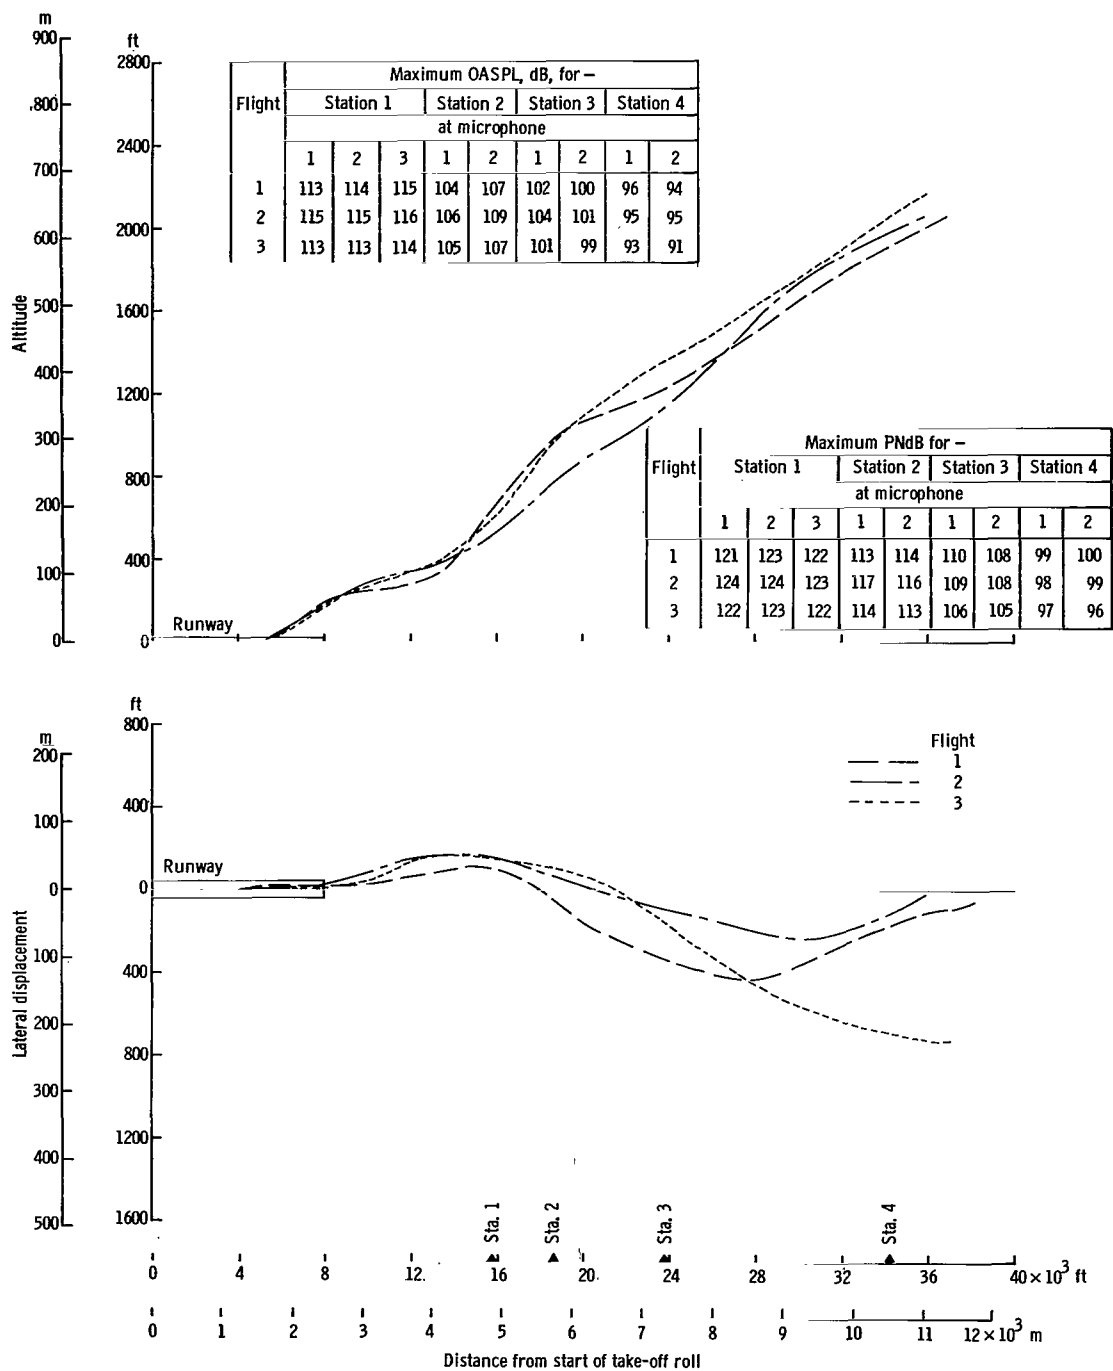 m
900
800
700
600
500
400
300
200
100
0
Altitude
ft
2800
2400
2000
1600
1200
800
400
0
Runway
Maximum OASPL, dB, for –
Flight Station 1 Station 2 Station 3 Station 4
at microphone
1 2 3 1 2 1 2 1 2
1 113 114 115 104 107 102 100 96 94
2 115 115 116 106 109 104 101 95 95
3 113 113 114 105 107 101 99 93 91
Maximum PNdB for –
Flight Station 1 Station 2 Station 3 Station 4
at microphone
1 2 3 1 2 1 2 1 2
1 121 123 122 113 114 110 108 99 100
2 124 124 123 117 116 109 108 98 99
3 122 123 122 114 113 106 105 97 96
m
200
100
0
100
200
300
400
500
Lateral displacement
ft
800
400
0
400
800
1200
1600
Runway
Flight
1
2
3
Sta. 1
Sta. 2
Sta. 3
Sta. 4
0 4 8 12 16 20 24 28 32 36 40 × 10³ ft
0 1 2 3 4 5 6 7 8 9 10 11 12 × 10³ m
Distance from start of take-off roll